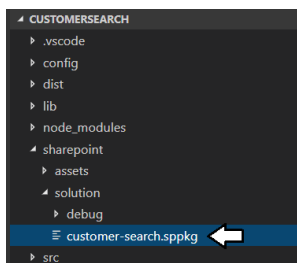 CUSTOMERSEARCH
.vscode
config
dist
lib
node_modules
sharepoint
assets
solution
debug
customer-search.sppkg
src